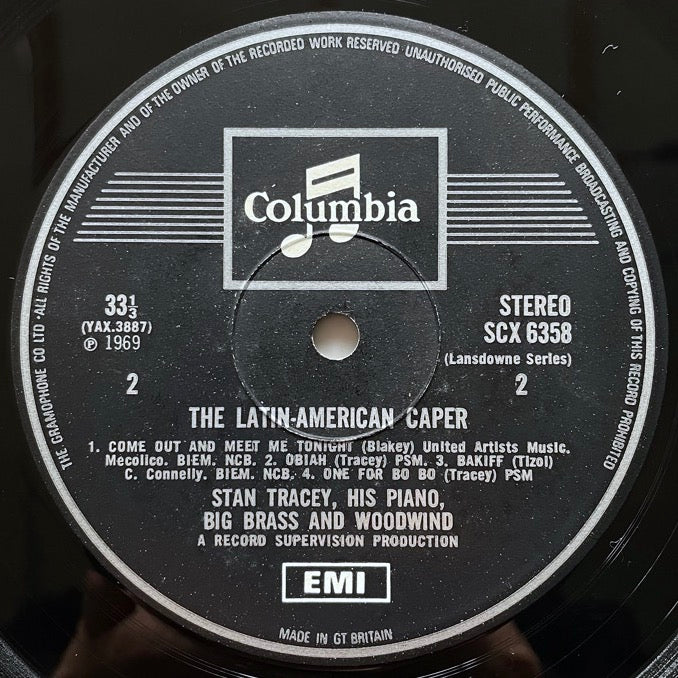 THE GRAMOPHONE CO LTD·ALL RIGHTS OF THE MANUFACTURER AND OF THE OWNER OF THE RECORDED WORK RESERVED UNAUTHORISED PUBLIC PERFORMANCE BROADCASTING AND COPYING OF THIS RECORD PROHIBITED
Columbia
33⅓
(YAX.3887)
℗ 1969
2
STEREO
SCX 6358
(Lansdowne Series)
2
THE LATIN-AMERICAN CAPER
1. COME OUT AND MEET ME TONIGHT (Blakey) United Artists Music.
Mecolico. BIEM. NCB. 2. OBIAH (Tracey) PSM. 3. BAKIFF (Tizol)
C. Connelly. BIEM. NCB. 4. ONE FOR BO BO (Tracey) PSM
STAN TRACEY, HIS PIANO,
BIG BRASS AND WOODWIND
A RECORD SUPERVISION PRODUCTION
EMI
MADE IN GT BRITAIN